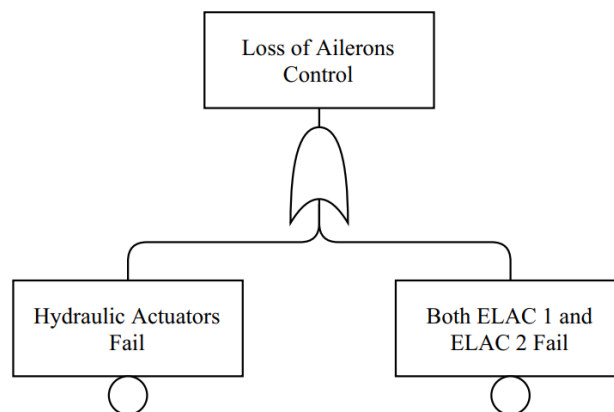 Loss of Ailerons
Control
Hydraulic Actuators
Fail
Both ELAC 1 and
ELAC 2 Fail